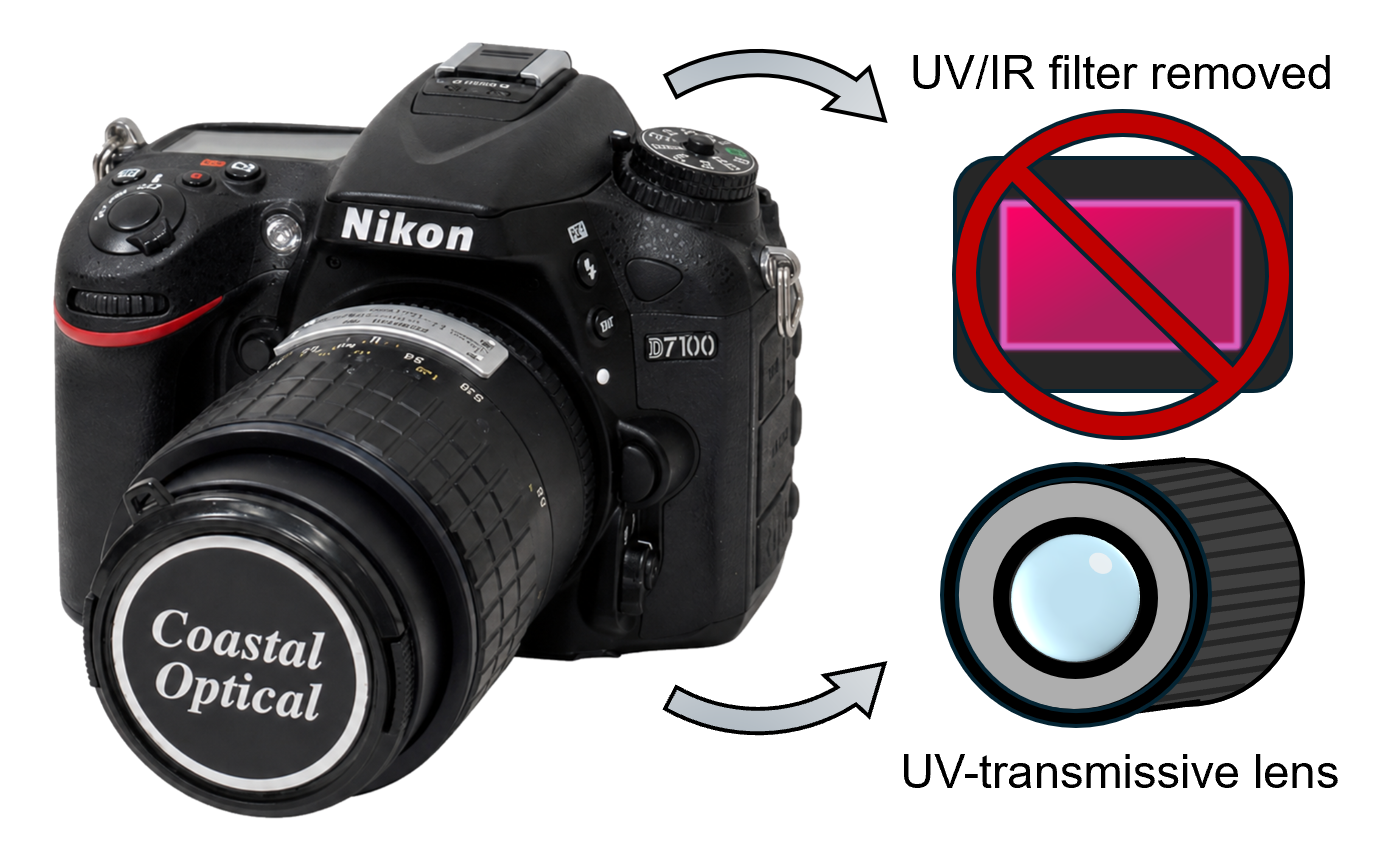 UV/IR filter removed
Nikon
D7100
Coastal
Optical
UV-transmissive lens